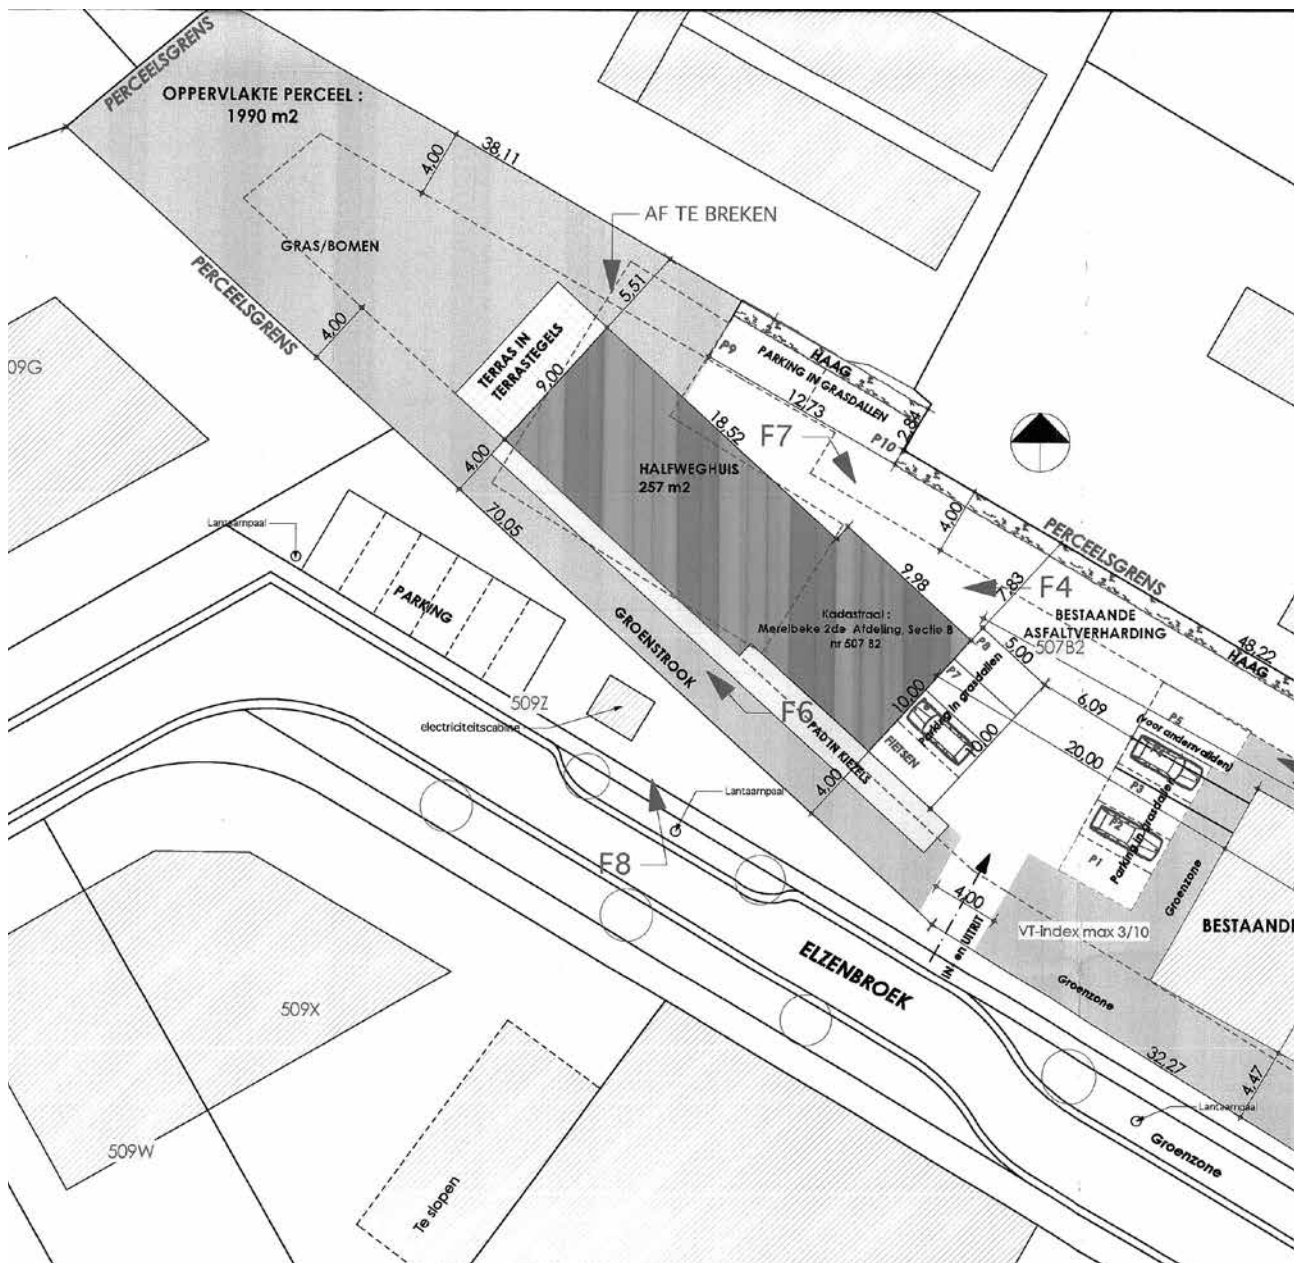 PERCEELSGRENS
OPPERVLAKTE PERCEEL :
1990 m2
4,00
38,11
AF TE BREKEN
GRAS/BOMEN
PERCEELSGRENS
4,00
5,51
TERRAS IN
TERRASTEGELS
9,00
09G
P9
HAAG
PARKING IN GRASDALLEN
12,73
P10
2,84
18,52
F7
HALFWEGHUIS
257 m2
4,00
70,05
Lantaarnpaal
PARKING
4,00
PERCEELSGRENS
9,98
7,83
F4
BESTAANDE
ASFALTVERHARDING
507B2
48,22
HAAG
Kadastraal :
Merelbeke 2de Afdeling, Sectie B
nr 507 B2
GROENSTROOK
P8
P7
5,00
Parking in grasdallen
10,00
10,00
FIETSEN
6,09
20,00
P5
(voor andersvaliden)
P4
P3
P2
P1
Parking in grasdallen
509Z
electriciteitscabine
F6
PAD IN KIEZELS
4,00
Lantaarnpaal
F8
Groenzone
4,00
IN- en UITRIT
VT-index max 3/10
BESTAANDE
ELZENBROEK
Groenzone
509X
32,27
4,47
Lantaarnpaal
Groenzone
509W
Te slopen